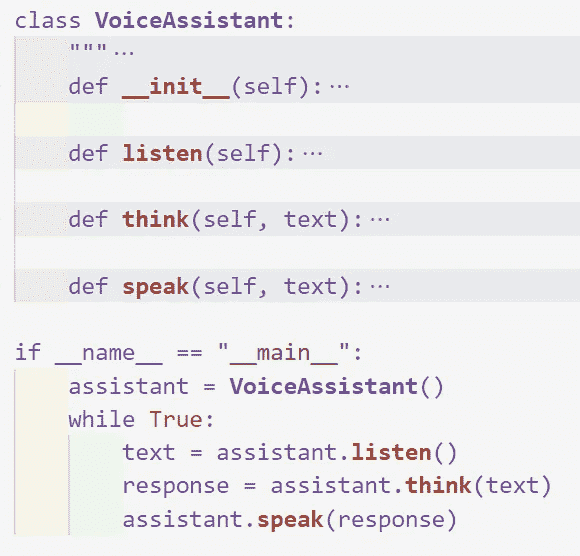 class VoiceAssistant:
    """···
    def __init__(self):···
    def listen(self):···
    def think(self, text):···
    def speak(self, text):···
if __name__ == "__main__":
    assistant = VoiceAssistant()
    while True:
        text = assistant.listen()
        response = assistant.think(text)
        assistant.speak(response)